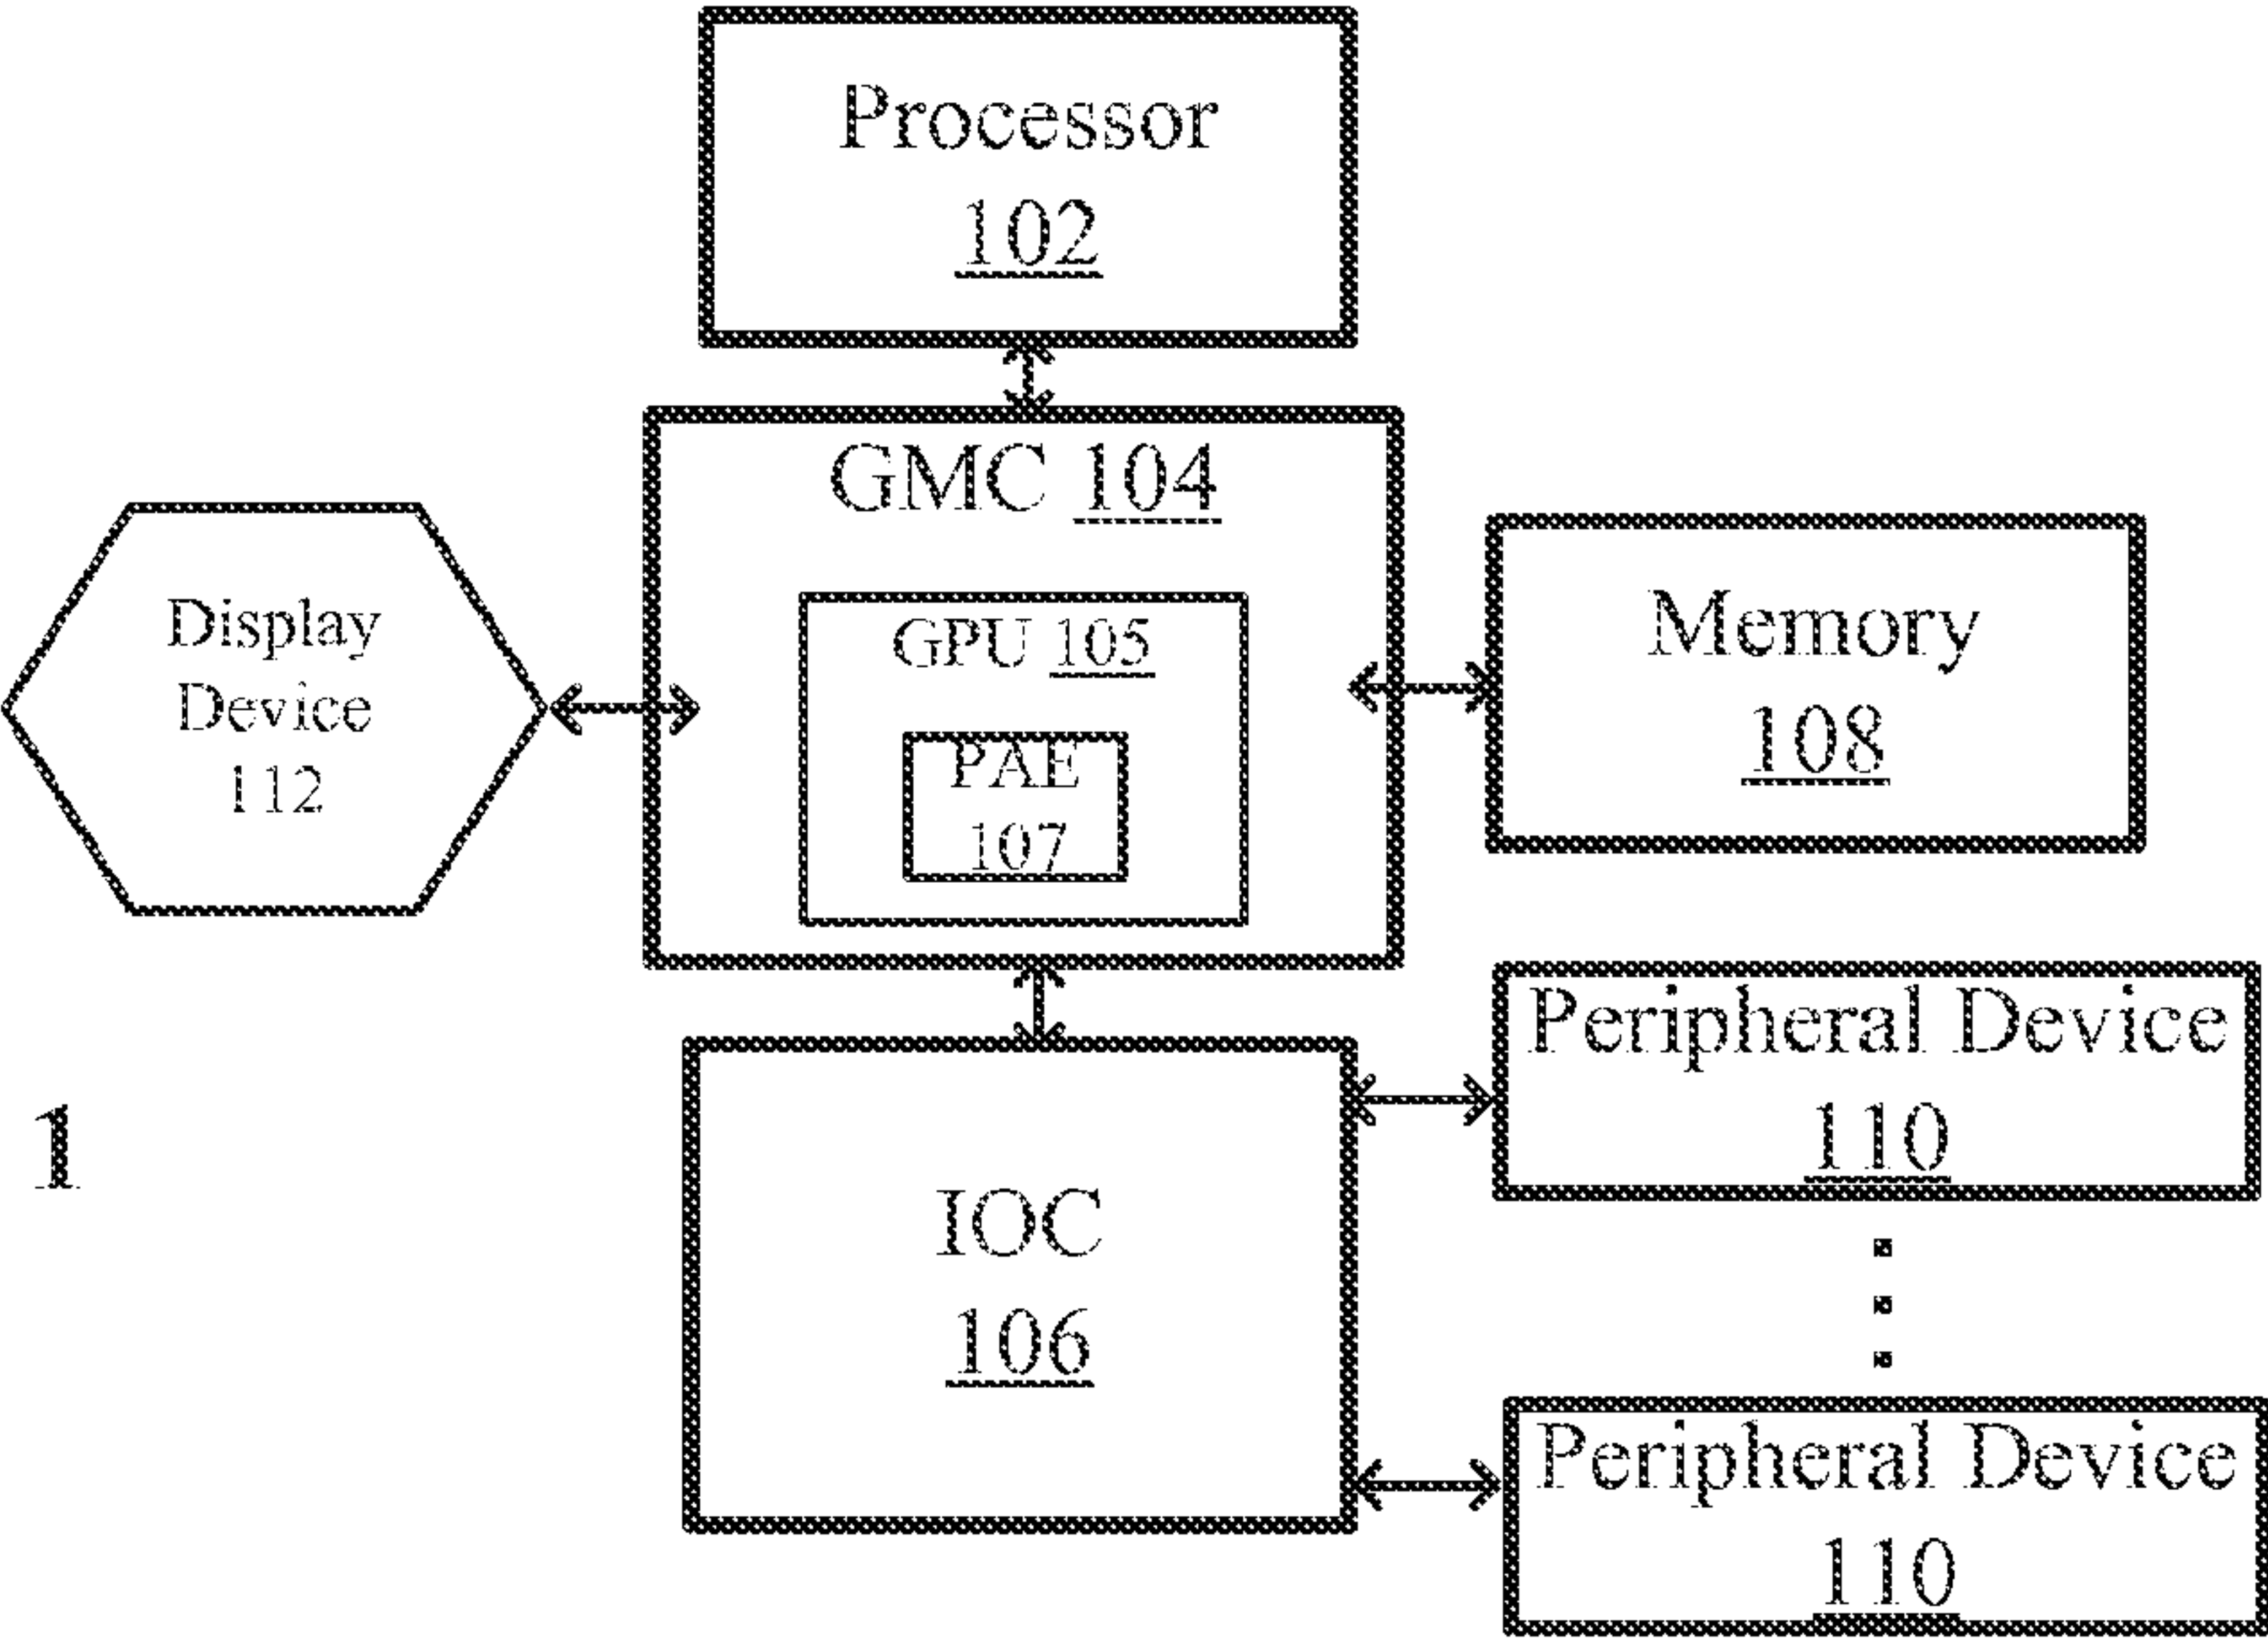 Processor
102
GMC 104
Display
Device
112
GPU 105
PAE
107
Memory
108
1
IOC
106
Peripheral Device
110
Peripheral Device
110